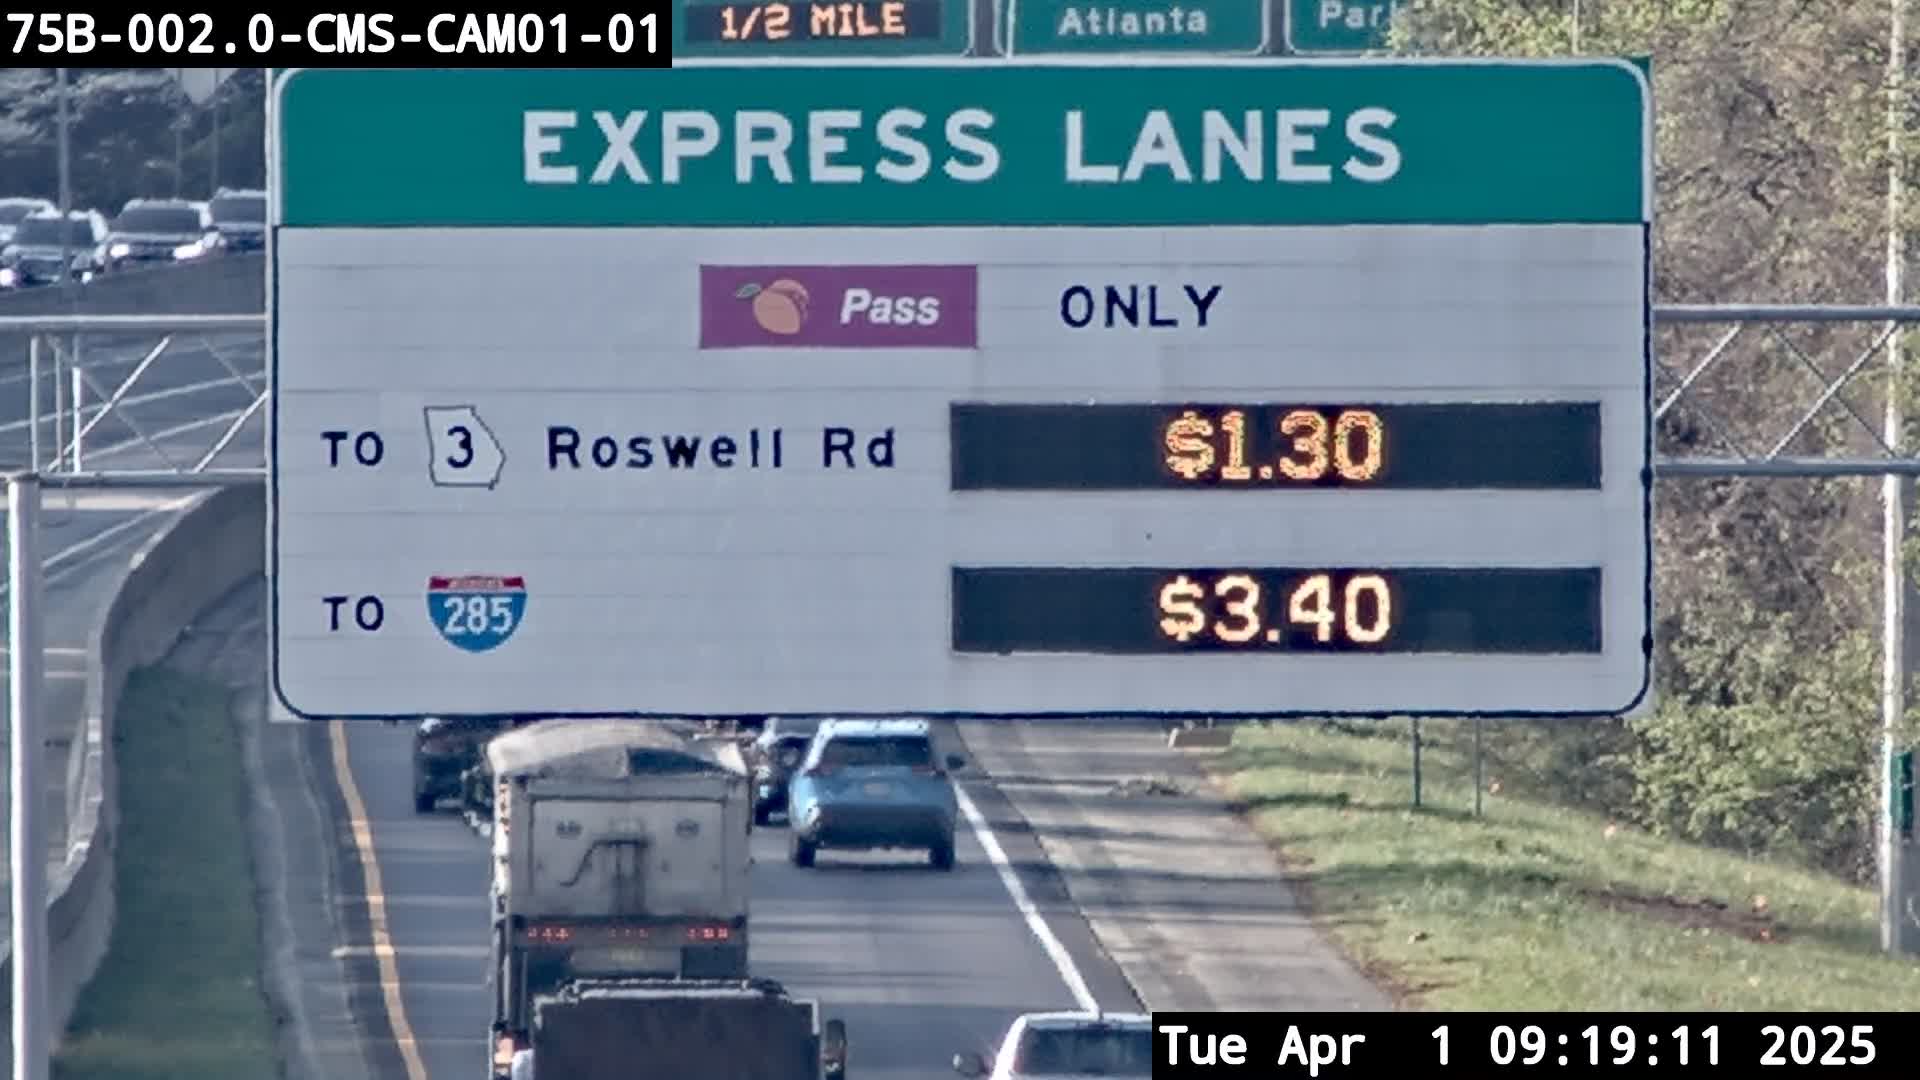 75B-002.0-CMS-CAM01-01
1/2 MILE
Atlanta
EXPRESS LANES
Pass ONLY
TO 3 Roswell Rd $1.30
TO 285 $3.40
Tue Apr 1 09:19:11 2025